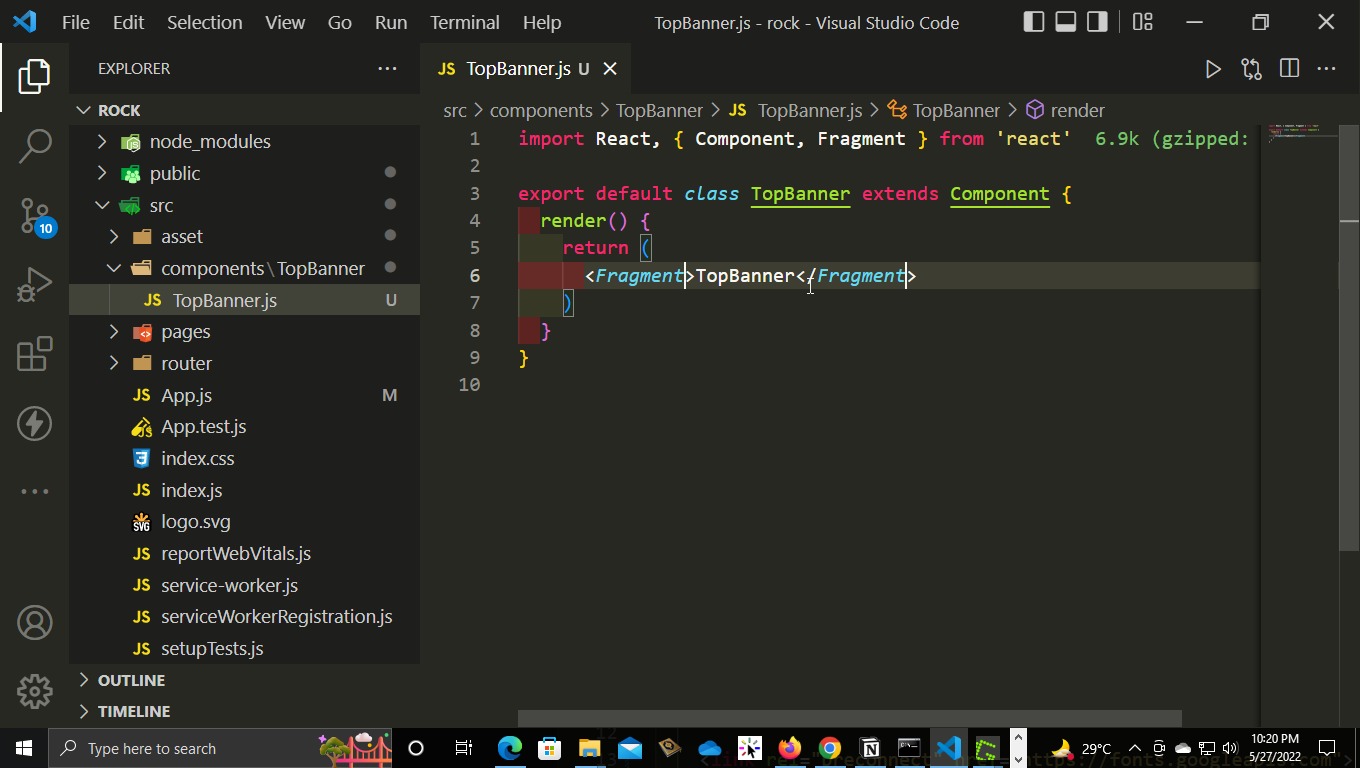 File Edit Selection View Go Run Terminal Help TopBanner.js - rock - Visual Studio Code
EXPLORER
JS TopBanner.js U
ROCK
src > components > TopBanner > JS TopBanner.js > TopBanner > render
node_modules
public
src
10
asset
components\TopBanner
JS TopBanner.js U
pages
router
JS App.js M
App.test.js
index.css
JS index.js
SVG logo.svg
JS reportWebVitals.js
JS service-worker.js
JS serviceWorkerRegistration.js
JS setupTests.js
OUTLINE
TIMELINE
1 import React, { Component, Fragment } from 'react' 6.9k (gzipped:
2
3 export default class TopBanner extends Component {
4 render() {
5 return (
6 <Fragment>TopBanner</Fragment>
7 )
8 }
9 }
10
Type here to search
29°C
10:20 PM
5/27/2022